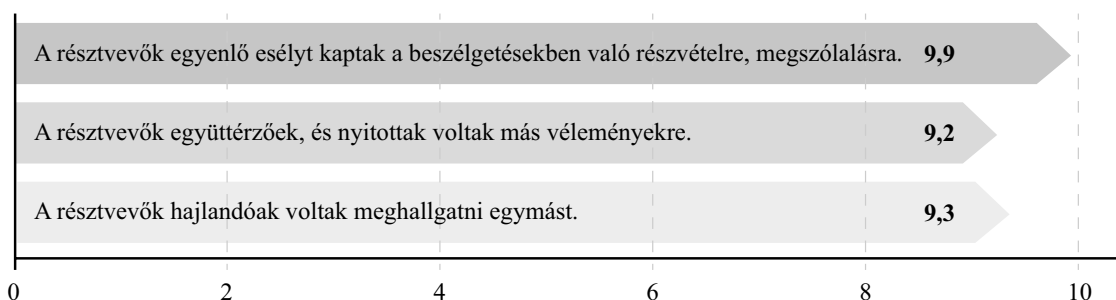 A résztvevők egyenlő esélyt kaptak a beszélgetésekben való részvételre, megszólalásra. 9,9
A résztvevők együttérzőek, és nyitottak voltak más véleményekre. 9,2
A résztvevők hajlandóak voltak meghallgatni egymást. 9,3
0 2 4 6 8 10